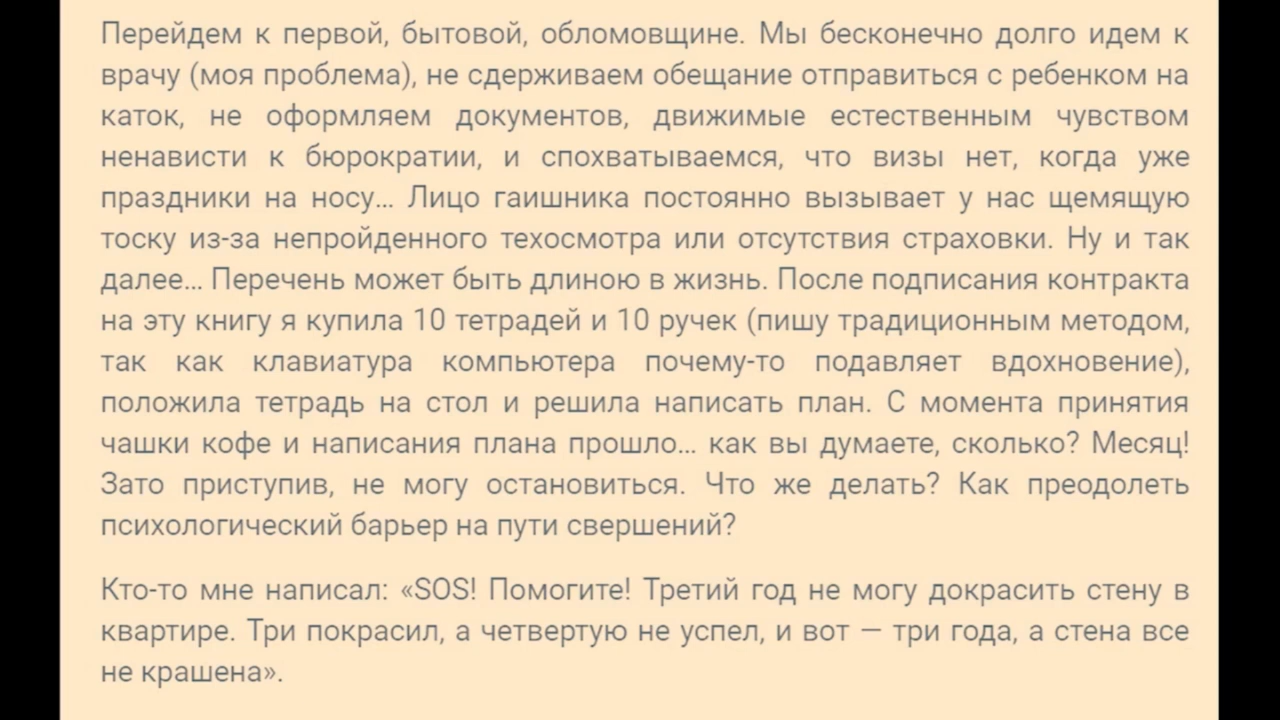 Перейдем к первой, бытовой, обломовщине. Мы бесконечно долго идем к
врачу (моя проблема), не сдерживаем обещание отправиться с ребенком на
каток, не оформляем документов, движимые естественным чувством
ненависти к бюрократии, и спохватываемся, что визы нет, когда уже
праздники на носу... Лицо гаишника постоянно вызывает у нас щемящую
тоску из-за непройденного техосмотра или отсутствия страховки. Ну и так
далее... Перечень может быть длиною в жизнь. После подписания контракта
на эту книгу я купила 10 тетрадей и 10 ручек (пишу традиционным методом,
так как клавиатура компьютера почему-то подавляет вдохновение),
положила тетрадь на стол и решила написать план. С момента принятия
чашки кофе и написания плана прошло... как вы думаете, сколько? Месяц!
Зато приступив, не могу остановиться. Что же делать? Как преодолеть
психологический барьер на пути свершений?
Кто-то мне написал: «SOS! Помогите! Третий год не могу докрасить стену в
квартире. Три покрасил, а четвертую не успел, и вот — три года, а стена все
не крашена».